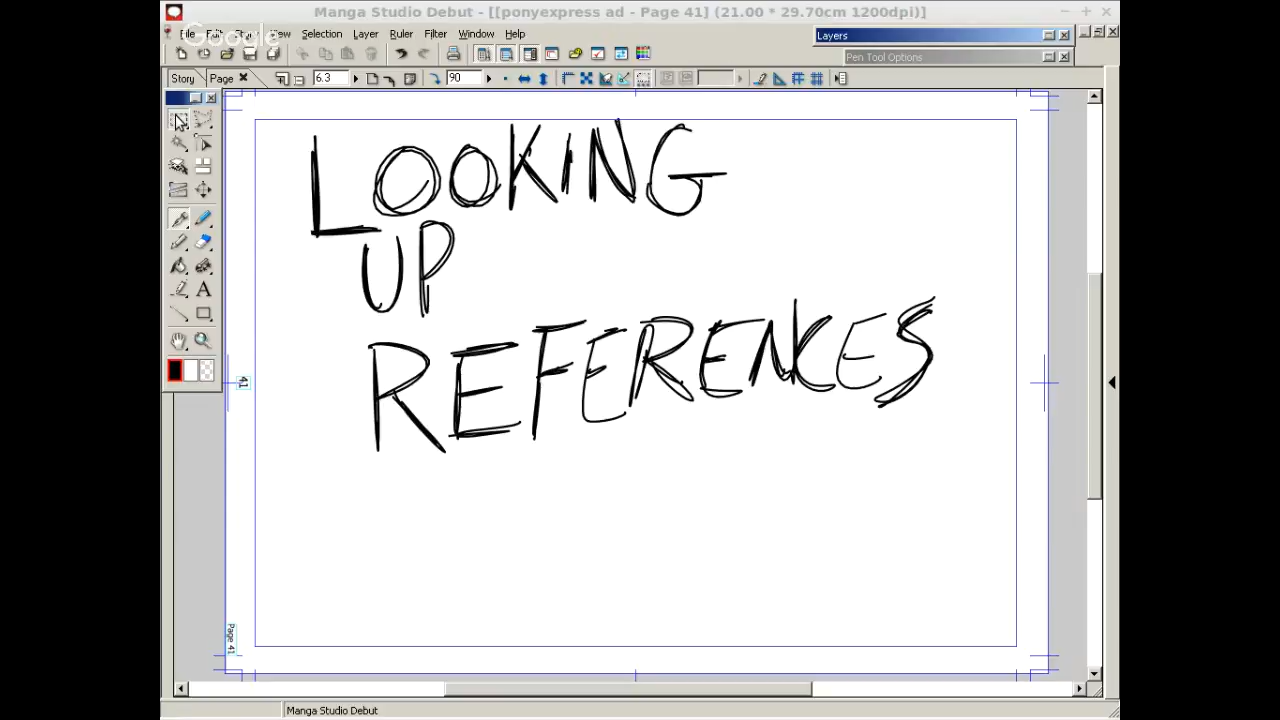 Manga Studio Debut - [[ponyexpress ad - Page 41] (21.00 * 29.70cm 1200dpi)]
Google
File Edit View Selection Layer Ruler Filter Window Help
Layers
Pen Tool Options
Story Page 6.3 90
LOOKING
UP
REFERENCES
A
41
Page 41
Manga Studio Debut